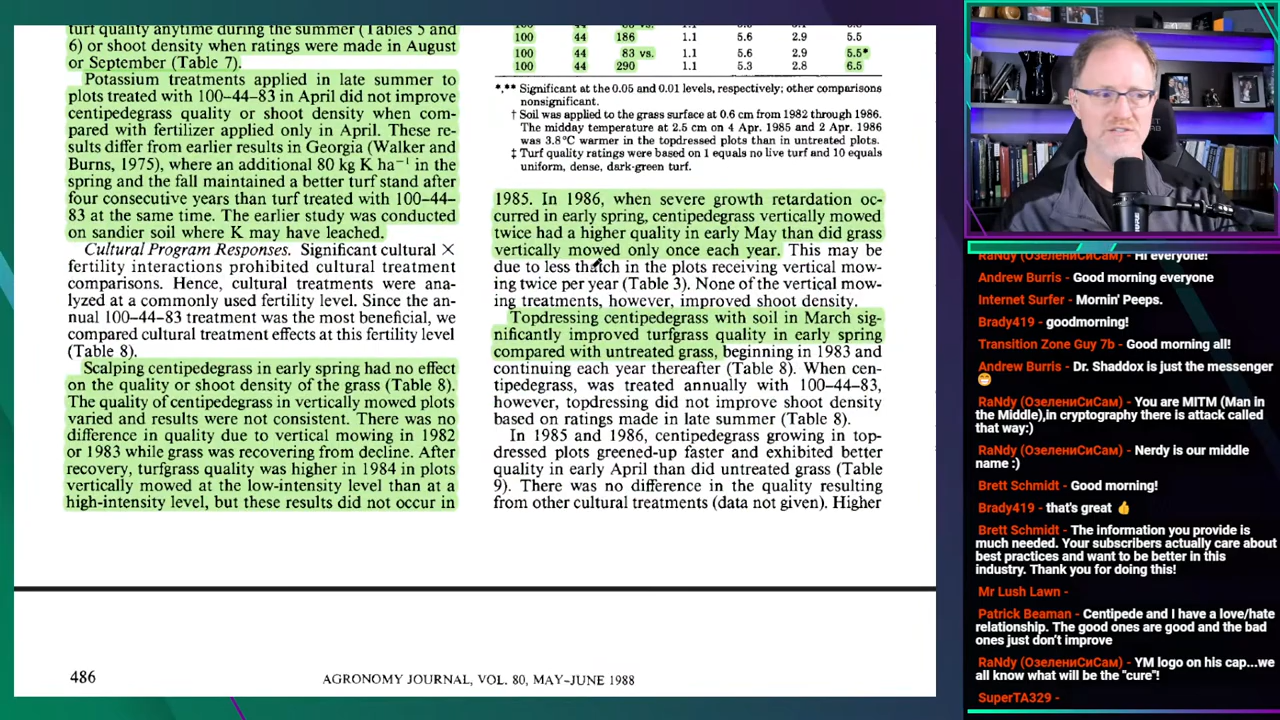 turf quality anytime during the summer (Tables 5 and
6) or shoot density when ratings were made in August
or September (Table 7).
Potassium treatments applied in late summer to
plots treated with 100–44–83 in April did not improve
centipedegrass quality or shoot density when com-
pared with fertilizer applied only in April. These re-
sults differ from earlier results in Georgia (Walker and
Burns, 1975), where an additional 80 kg K ha⁻¹ in the
spring and the fall maintained a better turf stand after
four consecutive years than turf treated with 100–44–
83 at the same time. The earlier study was conducted
on sandier soil where K may have leached.
Cultural Program Responses. Significant cultural ×
fertility interactions prohibited cultural treatment
comparisons. Hence, cultural treatments were ana-
lyzed at a commonly used fertility level. Since the an-
nual 100–44–83 treatment was the most beneficial, we
compared cultural treatment effects at this fertility level
(Table 8).
Scalping centipedegrass in early spring had no effect
on the quality or shoot density of the grass (Table 8).
The quality of centipedegrass in vertically mowed plots
varied and results were not consistent. There was no
difference in quality due to vertical mowing in 1982
or 1983 while grass was recovering from decline. After
recovery, turfgrass quality was higher in 1984 in plots
vertically mowed at the low-intensity level than at a
high-intensity level, but these results did not occur in
100 44 186 1.1 5.6 2.9 5.5
100 44 83 vs. 1.1 5.6 2.9 5.5*
100 44 290 1.1 5.3 2.8 6.5
*,** Significant at the 0.05 and 0.01 levels, respectively; other comparisons
nonsignificant.
† Soil was applied to the grass surface at 0.6 cm from 1982 through 1986.
The midday temperature at 2.5 cm on 4 Apr. 1985 and 2 Apr. 1986
was 3.8°C warmer in the topdressed plots than in untreated plots.
‡ Turf quality ratings were based on 1 equals no live turf and 10 equals
uniform, dense, dark-green turf.
1985. In 1986, when severe growth retardation oc-
curred in early spring, centipedegrass vertically mowed
twice had a higher quality in early May than did grass
vertically mowed only once each year. This may be
due to less thatch in the plots receiving vertical mow-
ing twice per year (Table 3). None of the vertical mow-
ing treatments, however, improved shoot density.
Topdressing centipedegrass with soil in March sig-
nificantly improved turfgrass quality in early spring
compared with untreated grass, beginning in 1983 and
continuing each year thereafter (Table 8). When cen-
tipedegrass, was treated annually with 100–44–83,
however, topdressing did not improve shoot density
based on ratings made in late summer (Table 8).
In 1985 and 1986, centipedegrass growing in top-
dressed plots greened-up faster and exhibited better
quality in early April than did untreated grass (Table
9). There was no difference in the quality resulting
from other cultural treatments (data not given). Higher
486
AGRONOMY JOURNAL, VOL. 80, MAY–JUNE 1988
RaNdy (ОзелениСиСам) - Hi everyone!
Andrew Burris - Good morning everyone
Internet Surfer - Mornin' Peeps.
Brady419 - goodmorning!
Transition Zone Guy 7b - Good morning all!
Andrew Burris - Dr. Shaddox is just the messenger
😁
RaNdy (ОзелениСиСам) - You are MITM (Man in
the Middle),in cryptography there is attack called
that way:)
RaNdy (ОзелениСиСам) - Nerdy is our middle
name :)
Brett Schmidt - Good morning!
Brady419 - that's great 👍
Brett Schmidt - The information you provide is
much needed. Your subscribers actually care about
best practices and want to be better in this
industry. Thank you for doing this!
Mr Lush Lawn -
Patrick Beaman - Centipede and I have a love/hate
relationship. The good ones are good and the bad
ones just don't improve
RaNdy (ОзелениСиСам) - YM logo on his cap...we
all know what will be the "cure"!
SuperTA329 -